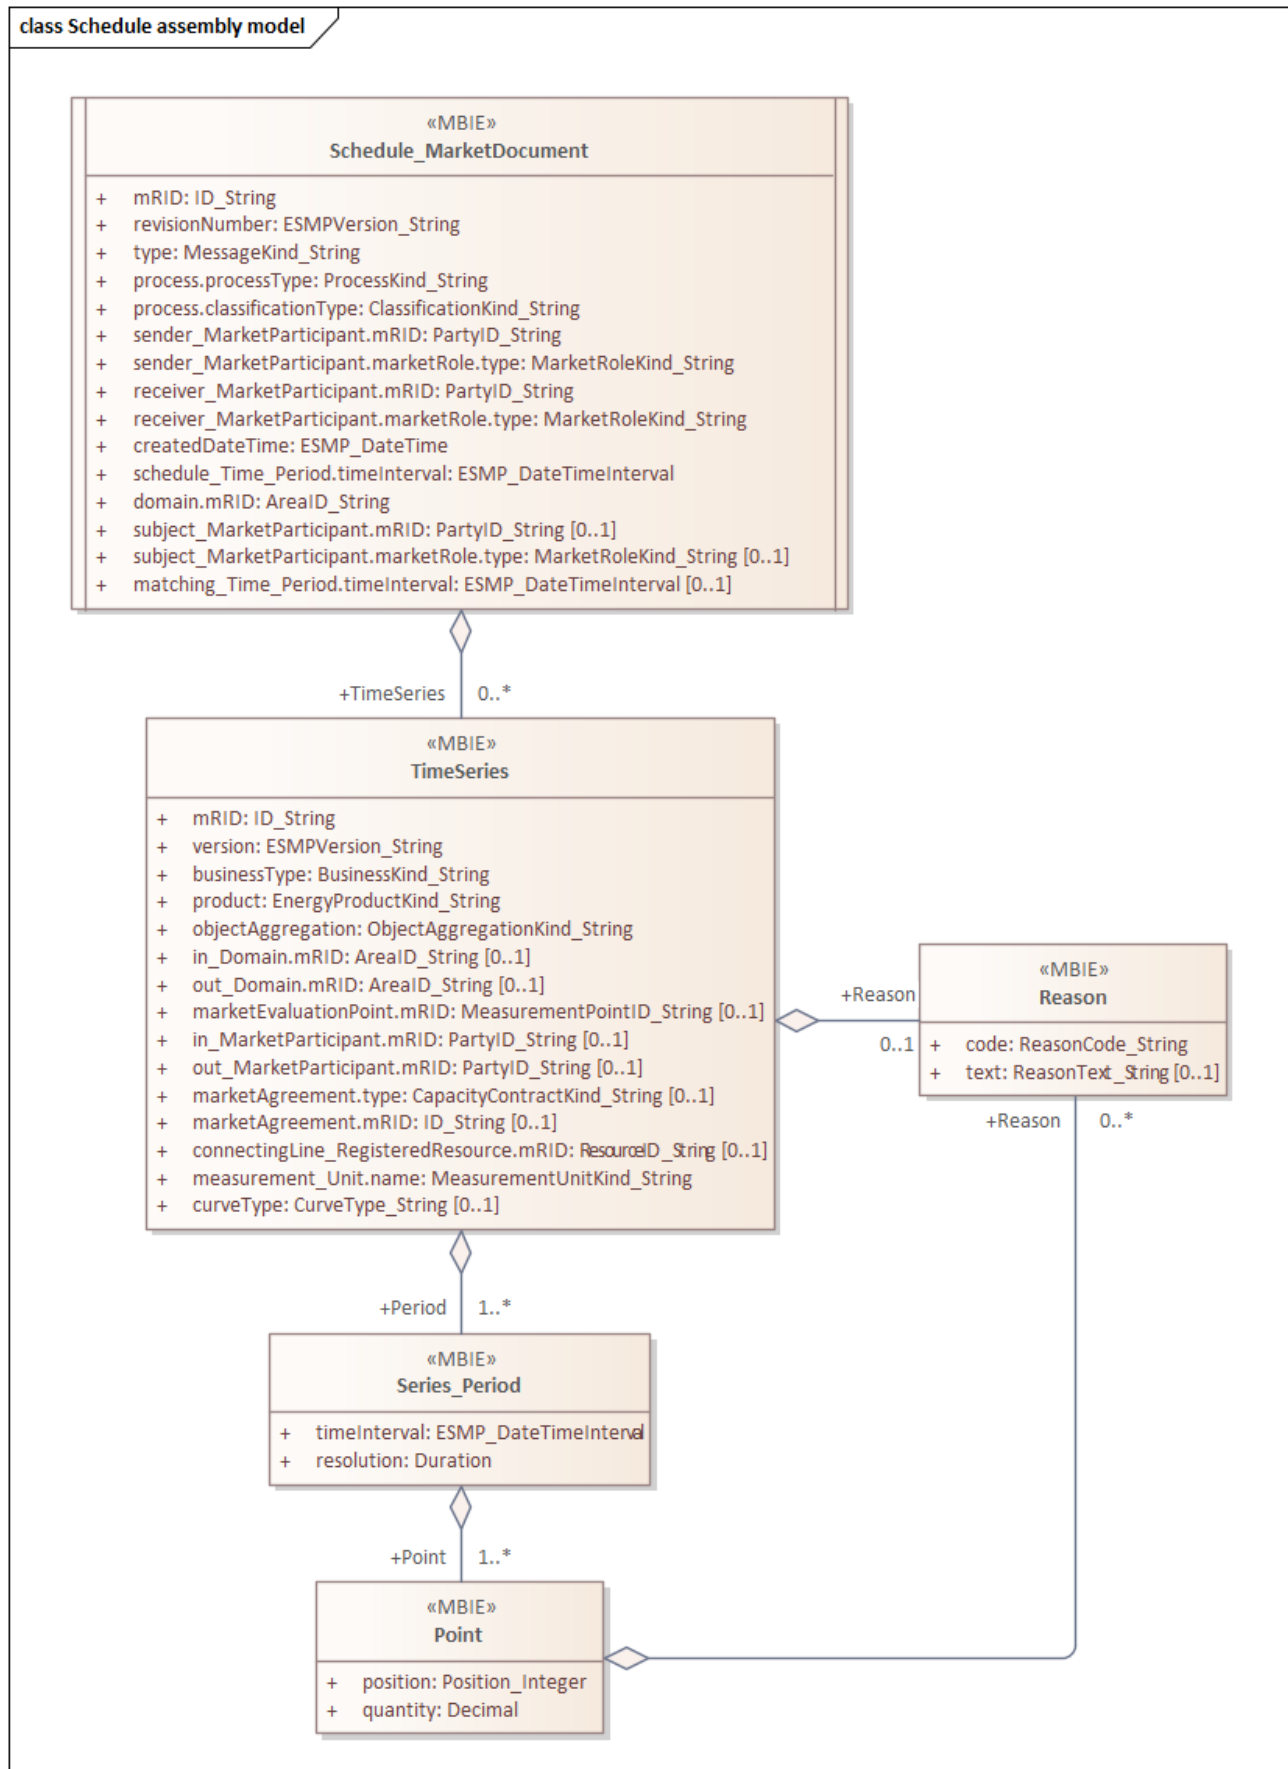 class Schedule assembly model
«MBIE»
Schedule_MarketDocument
+ mRID: ID_String
+ revisionNumber: ESMPVersion_String
+ type: MessageKind_String
+ process.processType: ProcessKind_String
+ process.classificationType: ClassificationKind_String
+ sender_MarketParticipant.mRID: PartyID_String
+ sender_MarketParticipant.marketRole.type: MarketRoleKind_String
+ receiver_MarketParticipant.mRID: PartyID_String
+ receiver_MarketParticipant.marketRole.type: MarketRoleKind_String
+ createdDateTime: ESMP_DateTime
+ schedule_Time_Period.timeInterval: ESMP_DateTimeInterval
+ domain.mRID: AreaID_String
+ subject_MarketParticipant.mRID: PartyID_String [0..1]
+ subject_MarketParticipant.marketRole.type: MarketRoleKind_String [0..1]
+ matching_Time_Period.timeInterval: ESMP_DateTimeInterval [0..1]
+TimeSeries 0..*
«MBIE»
TimeSeries
+ mRID: ID_String
+ version: ESMPVersion_String
+ businessType: BusinessKind_String
+ product: EnergyProductKind_String
+ objectAggregation: ObjectAggregationKind_String
+ in_Domain.mRID: AreaID_String [0..1]
+ out_Domain.mRID: AreaID_String [0..1]
+ marketEvaluationPoint.mRID: MeasurementPointID_String [0..1]
+ in_MarketParticipant.mRID: PartyID_String [0..1]
+ out_MarketParticipant.mRID: PartyID_String [0..1]
+ marketAgreement.type: CapacityContractKind_String [0..1]
+ marketAgreement.mRID: ID_String [0..1]
+ connectingLine_RegisteredResource.mRID: ResourceID_String [0..1]
+ measurement_Unit.name: MeasurementUnitKind_String
+ curveType: CurveType_String [0..1]
+Reason
0..1
«MBIE»
Reason
+ code: ReasonCode_String
+ text: ReasonText_String [0..1]
+Reason 0..*
+Period 1..*
«MBIE»
Series_Period
+ timeInterval: ESMP_DateTimeInterval
+ resolution: Duration
+Point 1..*
«MBIE»
Point
+ position: Position_Integer
+ quantity: Decimal